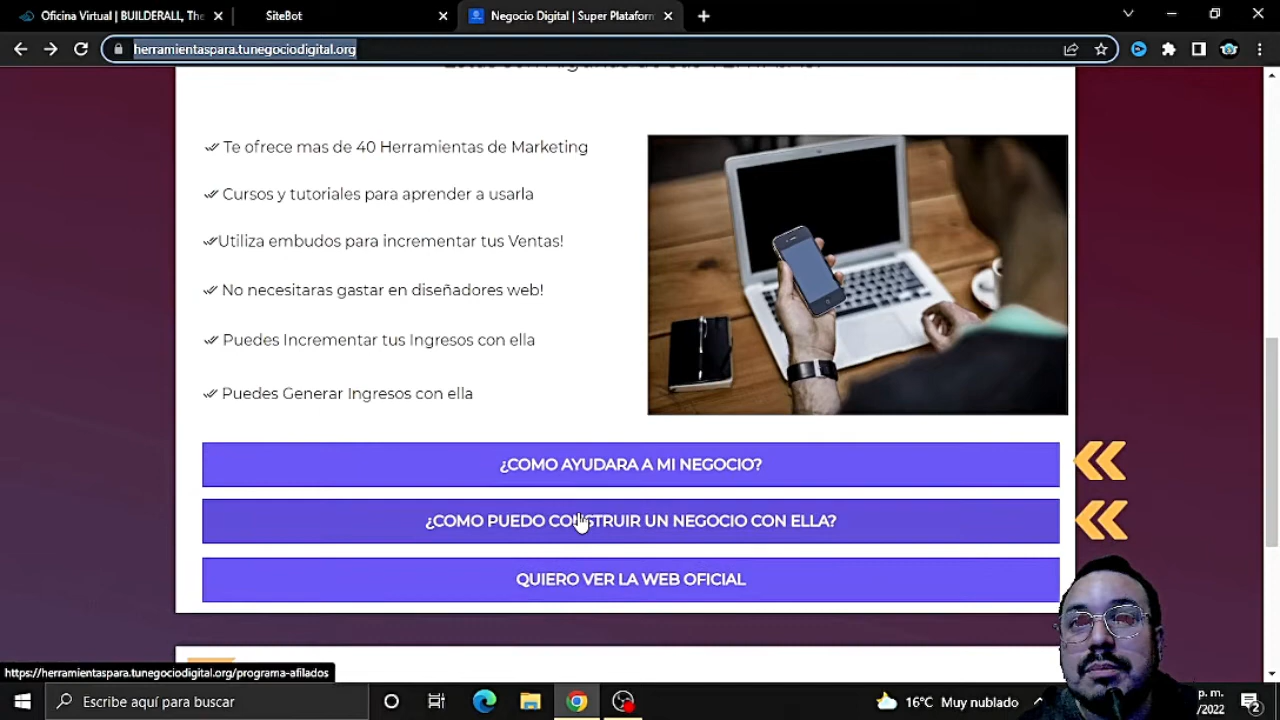 Oficina Virtual | BUILDERALL, The
SiteBot
Negocio Digital | Super Plataform
herramientaspara.tunegociodigital.org
Te ofrece mas de 40 Herramientas de Marketing
Cursos y tutoriales para aprender a usarla
Utiliza embudos para incrementar tus Ventas!
No necesitaras gastar en diseñadores web!
Puedes Incrementar tus Ingresos con ella
Puedes Generar Ingresos con ella
¿COMO AYUDARA A MI NEGOCIO?
¿COMO PUEDO CONSTRUIR UN NEGOCIO CON ELLA?
QUIERO VER LA WEB OFICIAL
https://herramientaspara.tunegociodigital.org/programa-afilados
Escribe aquí para buscar
16°C Muy nublado
p. m.
/2022
2